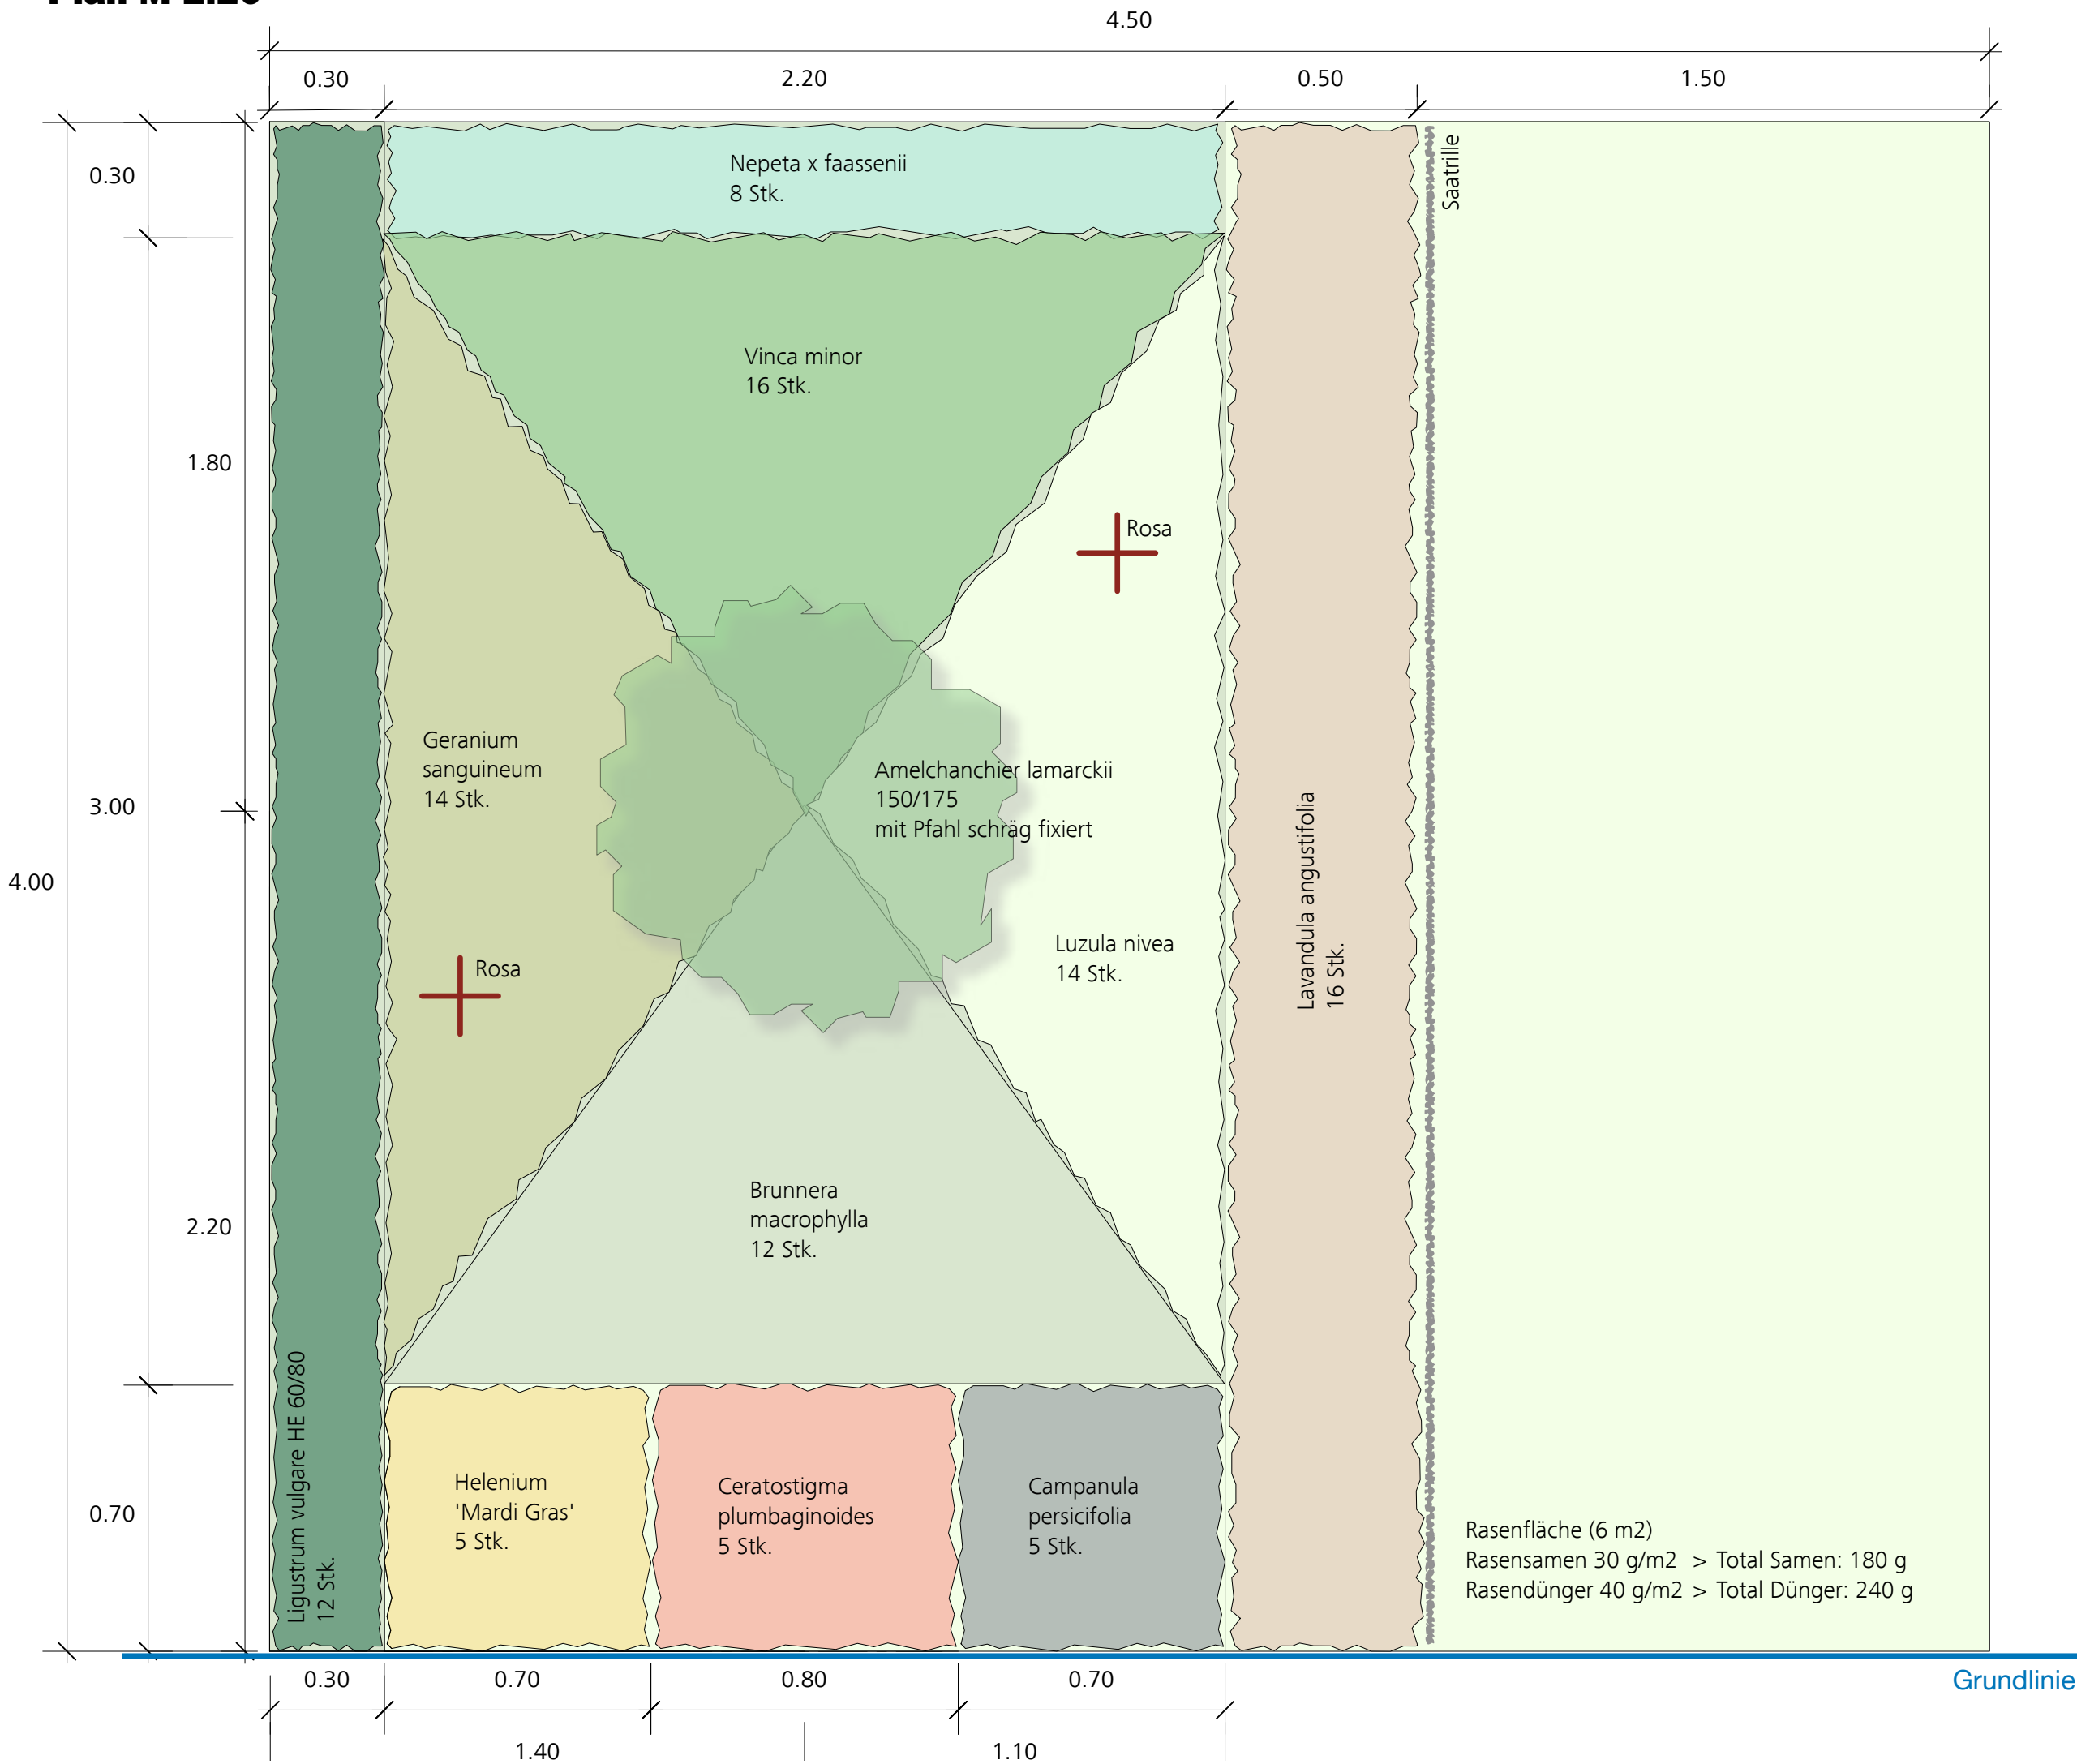 4.50
0.30
2.20
0.50
1.50
0.30
Nepeta x faassenii
8 Stk.
Saatrille
Vinca minor
16 Stk.
1.80
Rosa
Geranium
sanguineum
14 Stk.
Amelchanchier lamarckii
150/175
mit Pfahl schräg fixiert
3.00
4.00
Lavandula angustifolia
16 Stk.
Luzula nivea
14 Stk.
Rosa
Brunnera
macrophylla
12 Stk.
2.20
Ligustrum vulgare HE 60/80
12 Stk.
Helenium
'Mardi Gras'
5 Stk.
Ceratostigma
plumbaginoides
5 Stk.
Campanula
persicifolia
5 Stk.
0.70
Rasenfläche (6 m2)
Rasensamen 30 g/m2 > Total Samen: 180 g
Rasendünger 40 g/m2 > Total Dünger: 240 g
Grundlinie
0.30
0.70
0.80
0.70
1.40
1.10